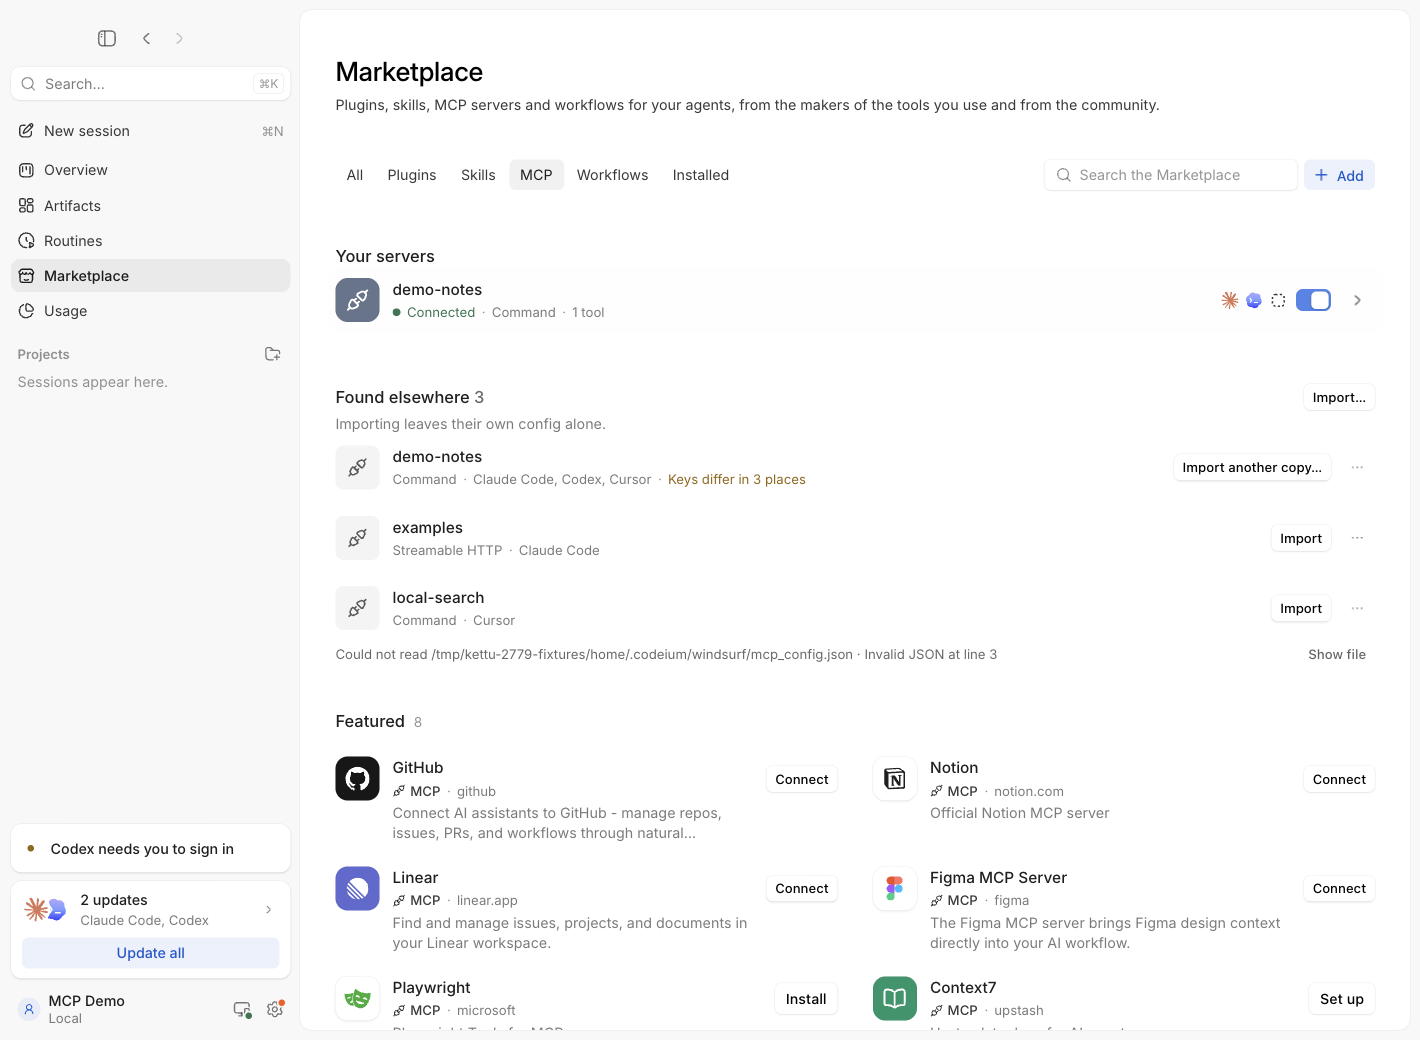 Search...
⌘K
New session
⌘N
Overview
Artifacts
Routines
Marketplace
Usage
Projects
Sessions appear here.
Codex needs you to sign in
2 updates
Claude Code, Codex
Update all
MCP Demo
Local
Marketplace
Plugins, skills, MCP servers and workflows for your agents, from the makers of the tools you use and from the community.
All
Plugins
Skills
MCP
Workflows
Installed
Search the Marketplace
+ Add
Your servers
demo-notes
Connected · Command · 1 tool
Found elsewhere 3
Import...
Importing leaves their own config alone.
demo-notes
Command · Claude Code, Codex, Cursor · Keys differ in 3 places
Import another copy...
examples
Streamable HTTP · Claude Code
Import
local-search
Command · Cursor
Import
Could not read /tmp/kettu-2779-fixtures/home/.codeium/windsurf/mcp_config.json · Invalid JSON at line 3
Show file
Featured 8
GitHub
MCP · github
Connect AI assistants to GitHub - manage repos,
issues, PRs, and workflows through natural...
Connect
Notion
MCP · notion.com
Official Notion MCP server
Connect
Linear
MCP · linear.app
Find and manage issues, projects, and documents in
your Linear workspace.
Connect
Figma MCP Server
MCP · figma
The Figma MCP server brings Figma design context
directly into your AI workflow.
Connect
Playwright
MCP · microsoft
Install
Context7
MCP · upstash
Set up